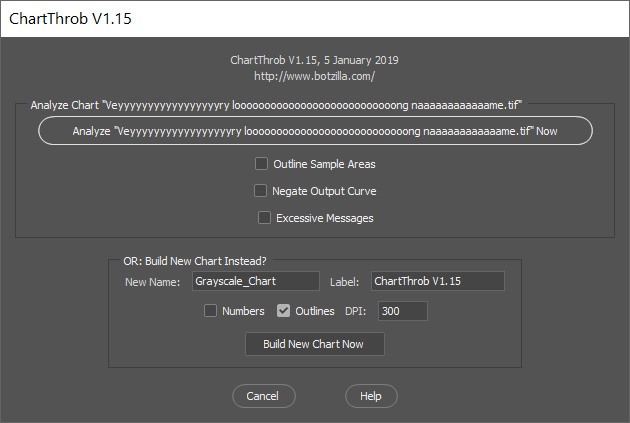 ChartThrob V1.15
ChartThrob V1.15, 5 January 2019
http://www.botzilla.com/
Analyze Chart "Veyyyyyyyyyyyyyyyyyry looooooooooooooooooooooooooong naaaaaaaaaaaame.tif"
Analyze "Veyyyyyyyyyyyyyyyyyry looooooooooooooooooooooooooong naaaaaaaaaaaame.tif" Now
Outline Sample Areas
Negate Output Curve
Excessive Messages
OR: Build New Chart Instead?
New Name: Grayscale_Chart Label: ChartThrob V1.15
Numbers Outlines DPI: 300
Build New Chart Now
Cancel Help